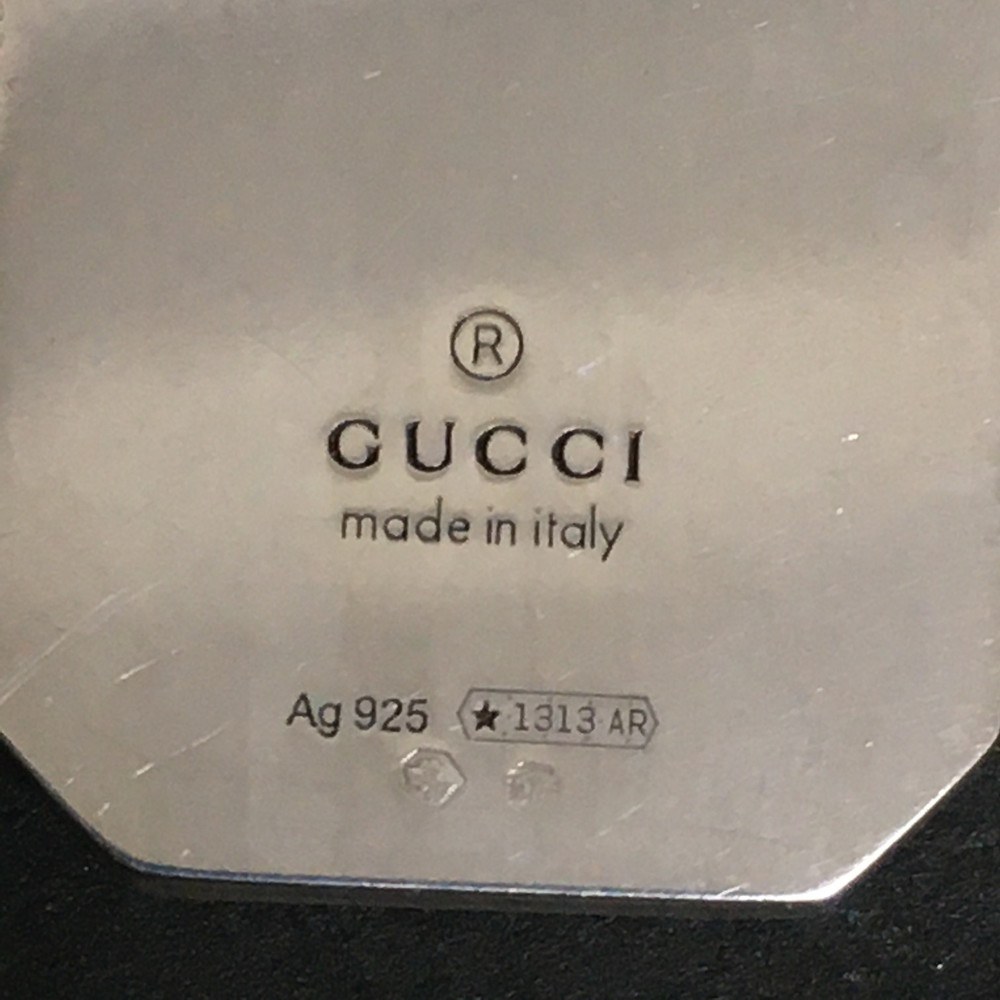 ®
GUCCI
made in italy
Ag 925 ★ 1313 AR